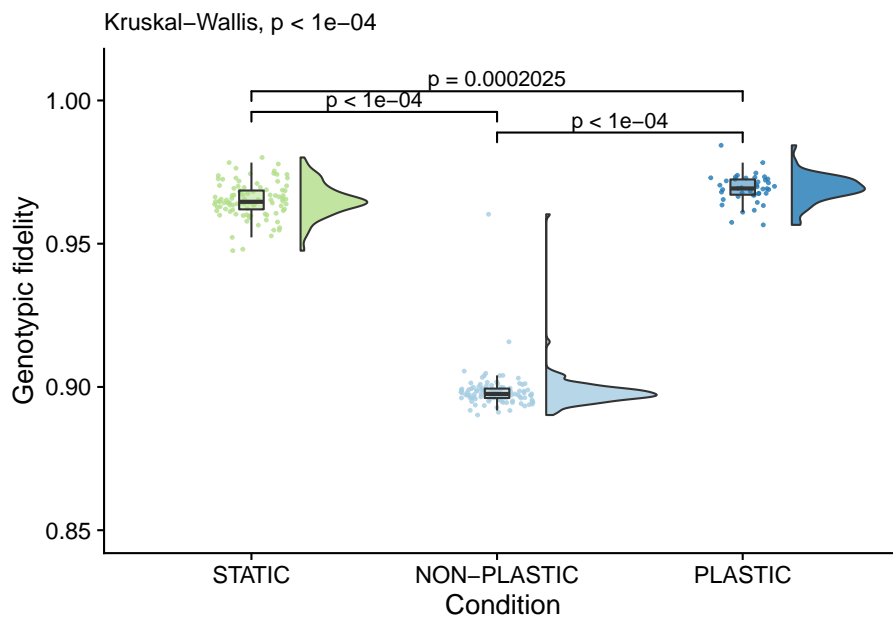 Kruskal−Wallis, p < 1e−04
p = 0.0002025
p < 1e−04
p < 1e−04
1.00
0.95
0.90
0.85
Genotypic fidelity
STATIC
NON−PLASTIC
PLASTIC
Condition